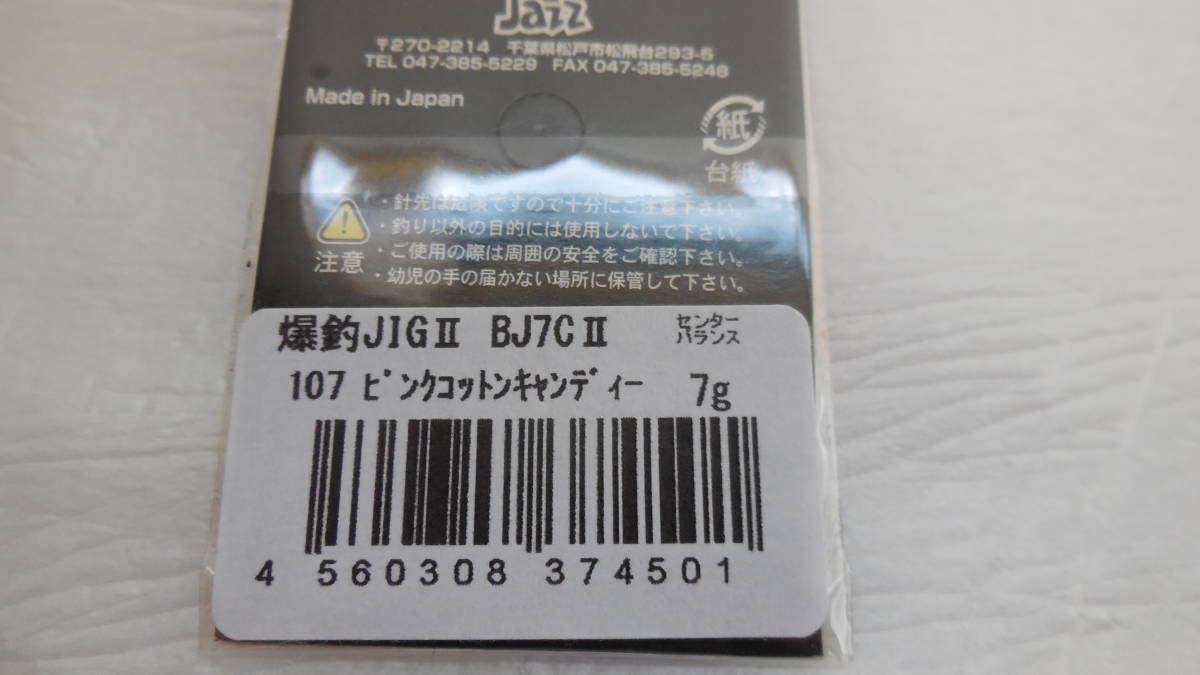 Jazz
〒270-2214 千葉県松戸市松飛台293-5
TEL 047-385-5229 FAX 047-385-5248
Made in Japan
紙
台紙
・針先は危険ですので十分にご注意下さい。
・釣り以外の目的には使用しないで下さい。
・ご使用の際は周囲の安全をご確認下さい。
・幼児の手の届かない場所に保管して下さい。
注意
爆釣JIGⅡ BJ7CⅡ センターバランス
107 ピンクコットンキャンディー 7g
4 560308 374501